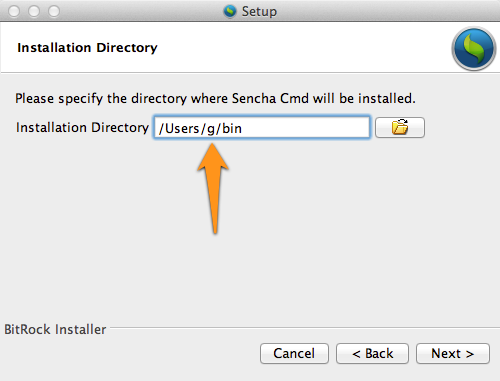 Setup
Installation Directory
Please specify the directory where Sencha Cmd will be installed.
Installation Directory /Users/g/bin
BitRock Installer
Cancel < Back Next >